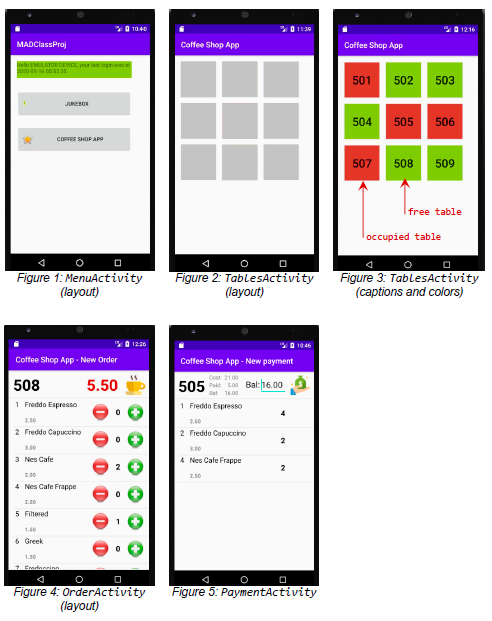 10:40
MADClassProj
Hello EMULATOR DEVICE, your last login was at
2020-05-16 00:52:35
JUKEBOX
COFFEE SHOP APP
Figure 1: MenuActivity
(layout)
11:39
Coffee Shop App
Figure 2: TablesActivity
(layout)
12:16
Coffee Shop App
501 502 503
504 505 506
507 508 509
free table
occupied table
Figure 3: TablesActivity
(captions and colors)
12:26
Coffee Shop App - New Order
508 5.50
1 Freddo Espresso
0
2.50
2 Freddo Capuccino
0
3.00
3 Nes Cafe
2
2.00
4 Nes Cafe Frappe
0
2.50
5 Filtered
1
1.50
6 Greek
0
1.50
7 Fredoccino
Figure 4: OrderActivity
(layout)
10:46
Coffee Shop App - New payment
505
Cost: 21.00
Paid: 5.00
Bal: 16.00
Bal: 16.00
1 Freddo Espresso
4
2.50
2 Freddo Capuccino
2
3.00
4 Nes Cafe Frappe
2
2.50
Figure 5: PaymentActivity